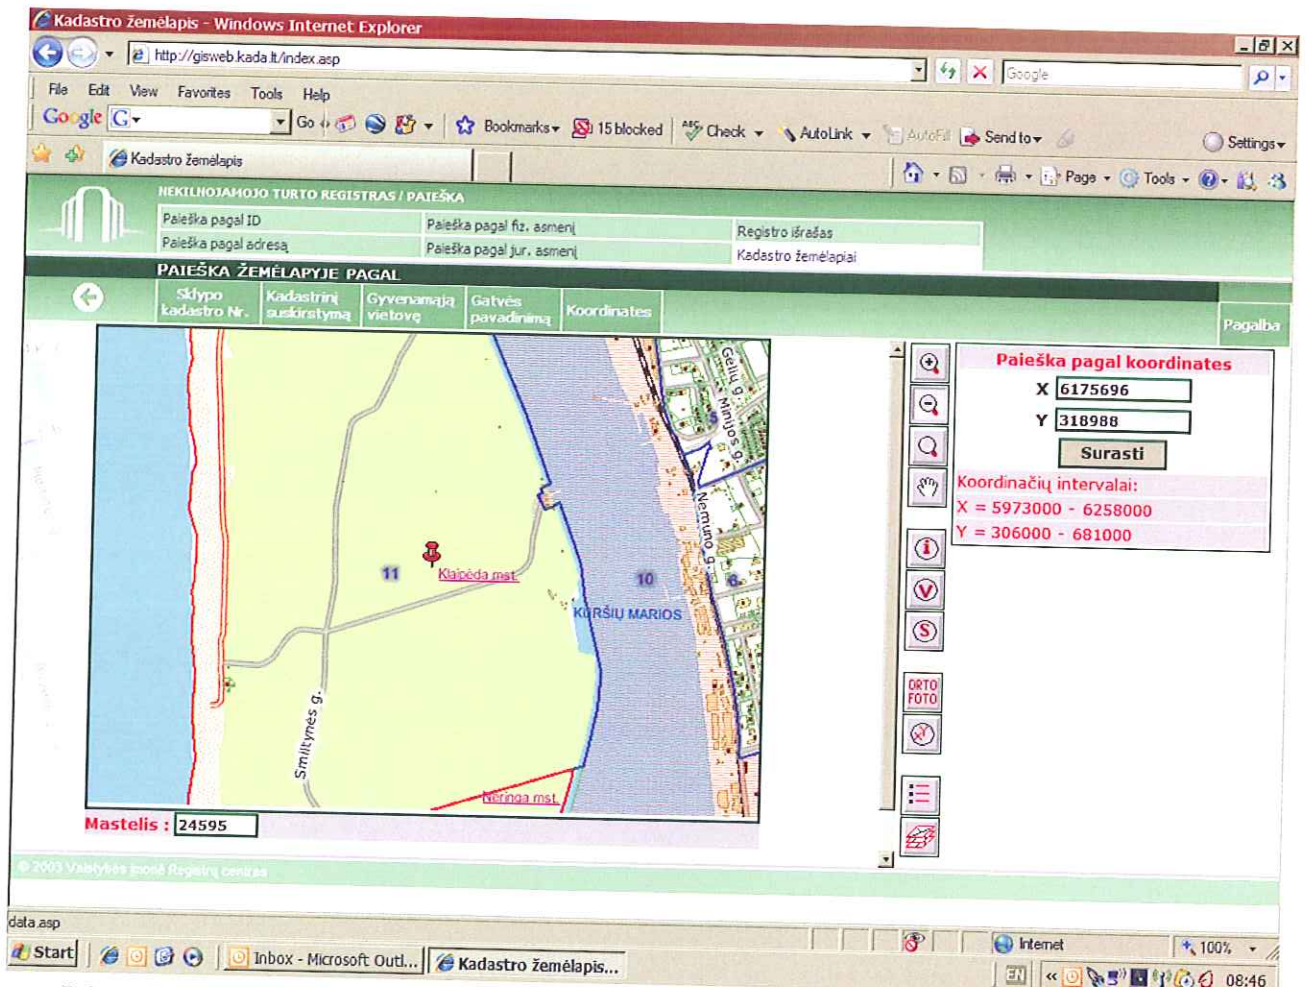 Kadastro žemėlapis - Windows Internet Explorer
http://gisweb.kada.lt/index.asp
Google
File Edit View Favorites Tools Help
Google G Go Bookmarks 15 blocked ABC Check AutoLink AutoFill Send to Settings
Kadastro žemėlapis
Page Tools
NEKILNOJAMOJO TURTO REGISTRAS / PAIEŠKA
Paieška pagal ID Paieška pagal fiz. asmenį Registro išrašas
Paieška pagal adresą Paieška pagal jur. asmenį Kadastro žemėlapiai
PAIEŠKA ŽEMĖLAPYJE PAGAL
Sklypo kadastro Nr.
Kadastrinį suskirstymą
Gyvenamąją vietovę
Gatvės pavadinimą
Koordinates
Pagalba
Gėlių g.
Minijos g.
5
Nemuno g.
11
Klaipėda mst.
10
6
KURŠIŲ MARIOS
Smiltynės g.
Neringa mst.
Mastelis : 24595
i
V
S
ORTO
FOTO
XY
Paieška pagal koordinates
X 6175696
Y 318988
Surasti
Koordinačių intervalai:
X = 5973000 - 6258000
Y = 306000 - 681000
© 2003 Valstybės įmonė Registrų centras
data.asp
Internet 100%
Start Inbox - Microsoft Outl... Kadastro žemėlapis...
EN 08:46